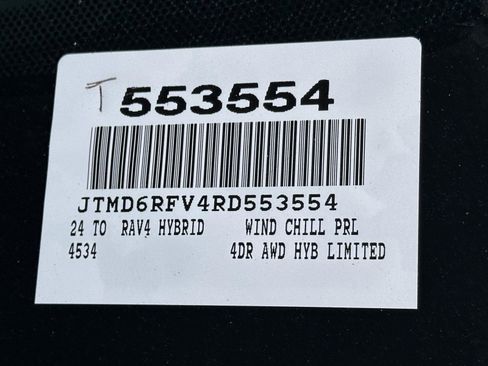 T 553554
JTMD6RFV4RD553554
24 TO RAV4 HYBRID WIND CHILL PRL
4534 4DR AWD HYB LIMITED